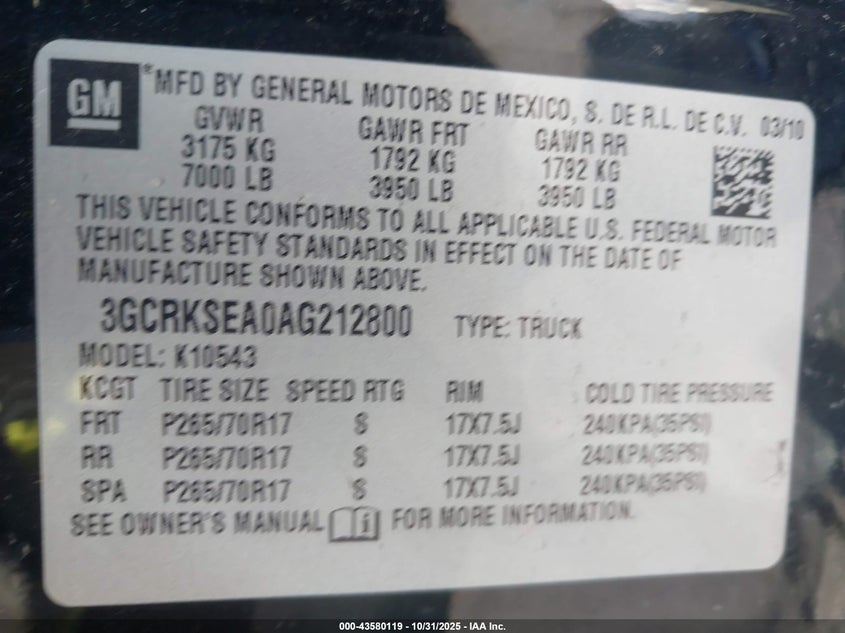 GM
*MFD BY GENERAL MOTORS DE MEXICO, S. DE R.L. DE C.V. 03/10
GVWR GAWR FRT GAWR RR
3175 KG 1792 KG 1792 KG
7000 LB 3950 LB 3950 LB
THIS VEHICLE CONFORMS TO ALL APPLICABLE U.S. FEDERAL MOTOR
VEHICLE SAFETY STANDARDS IN EFFECT ON THE DATE OF
MANUFACTURE SHOWN ABOVE.
3GCRKSEA0AG212800 TYPE: TRUCK
MODEL: K10543
KCGT TIRE SIZE SPEED RTG RIM COLD TIRE PRESSURE
FRT P265/70R17 S 17X7.5J 240KPA(35PSI)
RR P265/70R17 S 17X7.5J 240KPA(35PSI)
SPA P265/70R17 S 17X7.5J 240KPA(35PSI)
SEE OWNER'S MANUAL i FOR MORE INFORMATION.
000-43580119 - 10/31/2025 - IAA Inc.